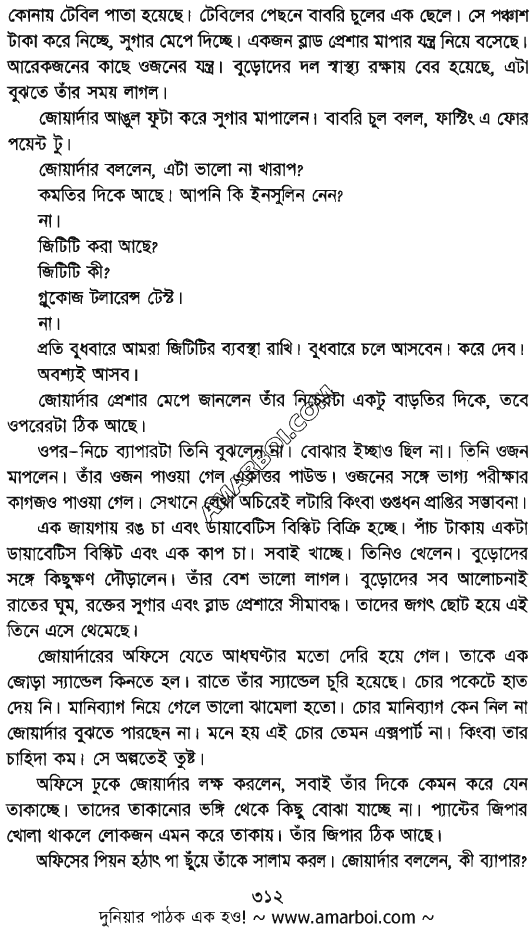 কোনায় টেবিল পাতা হয়েছে। টেবিলের পেছনে বাবরি চুলের এক ছেলে। সে পঞ্চাশ
টাকা করে নিচ্ছে, সুগার মেপে দিচ্ছে। একজন ব্লাড প্রেশার মাপার যন্ত্র নিয়ে বসেছে।
আরেকজনের কাছে ওজনের যন্ত্র। বুড়োদের দল স্বাস্থ্য রক্ষায় বের হয়েছে, এটা
বুঝতে তাঁর সময় লাগল।
জোয়ার্দার আঙুল ফুটা করে সুগার মাপালেন। বাবরি চুল বলল, ফাস্টিং এ ফোর
পয়েন্ট টু।
জোয়ার্দার বললেন, এটা ভালো না খারাপ?
কমতির দিকে আছে। আপনি কি ইনসুলিন নেন?
না।
জিটিটি করা আছে?
জিটিটি কী?
গ্লুকোজ টলারেন্স টেস্ট।
না।
প্রতি বুধবারে আমরা জিটিটির ব্যবস্থা রাখি। বুধবারে চলে আসবেন। করে দেব।
অবশ্যই আসব।
জোয়ার্দার প্রেশার মেপে জানলেন তাঁর নিচেরটা একটু বাড়তির দিকে, তবে
ওপরেরটা ঠিক আছে।
ওপর-নিচে ব্যাপারটা তিনি বুঝলেন না। বোঝার ইচ্ছাও ছিল না। তিনি ওজন
মাপলেন। তাঁর ওজন পাওয়া গেল একাত্তর পাউন্ড। ওজনের সঙ্গে ভাগ্য পরীক্ষার
কাগজও পাওয়া গেল। সেখানে লেখা অচিরেই লটারি কিংবা গুপ্তধন প্রাপ্তির সম্ভাবনা।
এক জায়গায় রঙ চা এবং ডায়াবেটিস বিস্কিট বিক্রি হচ্ছে। পাঁচ টাকায় একটা
ডায়াবেটিস বিস্কিট এবং এক কাপ চা। সবাই খাচ্ছে। তিনিও খেলেন। বুড়োদের
সঙ্গে কিছুক্ষণ দৌড়ালেন। তাঁর বেশ ভালো লাগল। বুড়োদের সব আলোচনাই
রাতের ঘুম, রক্তের সুগার এবং ব্লাড প্রেশারে সীমাবদ্ধ। তাদের জগৎ ছোট হয়ে এই
তিনে এসে থেমেছে।
জোয়ার্দারের অফিসে যেতে আধঘণ্টার মতো দেরি হয়ে গেল। তাকে এক
জোড়া স্যান্ডেল কিনতে হল। রাতে তাঁর স্যান্ডেল চুরি হয়েছে। চোর পকেটে হাত
দেয় নি। মানিব্যাগ নিয়ে গেলে ভালো ঝামেলা হতো। চোর মানিব্যাগ কেন নিল না
জোয়ার্দার বুঝতে পারছেন না। মনে হয় এই চোর তেমন এক্সপার্ট না। কিংবা তার
চাহিদা কম। সে অল্পতেই তুষ্ট।
অফিসে ঢুকে জোয়ার্দার লক্ষ করলেন, সবাই তাঁর দিকে কেমন করে যেন
তাকাচ্ছে। তাদের তাকানোর ভঙ্গি থেকে কিছু বোঝা যাচ্ছে না। প্যান্টের জিপার
খোলা থাকলে লোকজন এমন করে তাকায়। তাঁর জিপার ঠিক আছে।
অফিসের পিয়ন হঠাৎ পা ছুঁয়ে তাঁকে সালাম করল। জোয়ার্দার বললেন, কী ব্যাপার?
৩১২
দুনিয়ার পাঠক এক হও! ~ www.amarboi.com ~
AMARBOI.COM